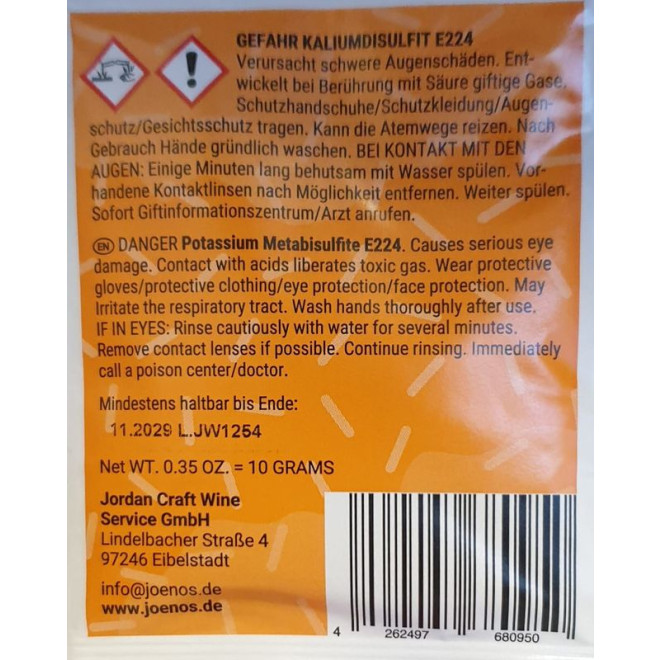 GEFAHR KALIUMDISULFIT E224
Verursacht schwere Augenschäden. Ent-
wickelt bei Berührung mit Säure giftige Gase.
Schutzhandschuhe/Schutzkleidung/Augen-
schutz/Gesichtsschutz tragen. Kann die Atemwege reizen. Nach
Gebrauch Hände gründlich waschen. BEI KONTAKT MIT DEN
AUGEN: Einige Minuten lang behutsam mit Wasser spülen. Vor-
handene Kontaktlinsen nach Möglichkeit entfernen. Weiter spülen.
Sofort Giftinformationszentrum/Arzt anrufen.
EN DANGER Potassium Metabisulfite E224. Causes serious eye
damage. Contact with acids liberates toxic gas. Wear protective
gloves/protective clothing/eye protection/face protection. May
Irritate the respiratory tract. Wash hands thoroughly after use.
IF IN EYES: Rinse cautiously with water for several minutes.
Remove contact lenses if possible. Continue rinsing. Immediately
call a poison center/doctor.
Mindestens haltbar bis Ende:
11.2029 L.JW1254
Net WT. 0.35 OZ. = 10 GRAMS
Jordan Craft Wine
Service GmbH
Lindelbacher Straße 4
97246 Eibelstadt
info@joenos.de
www.joenos.de
4 262497 680950